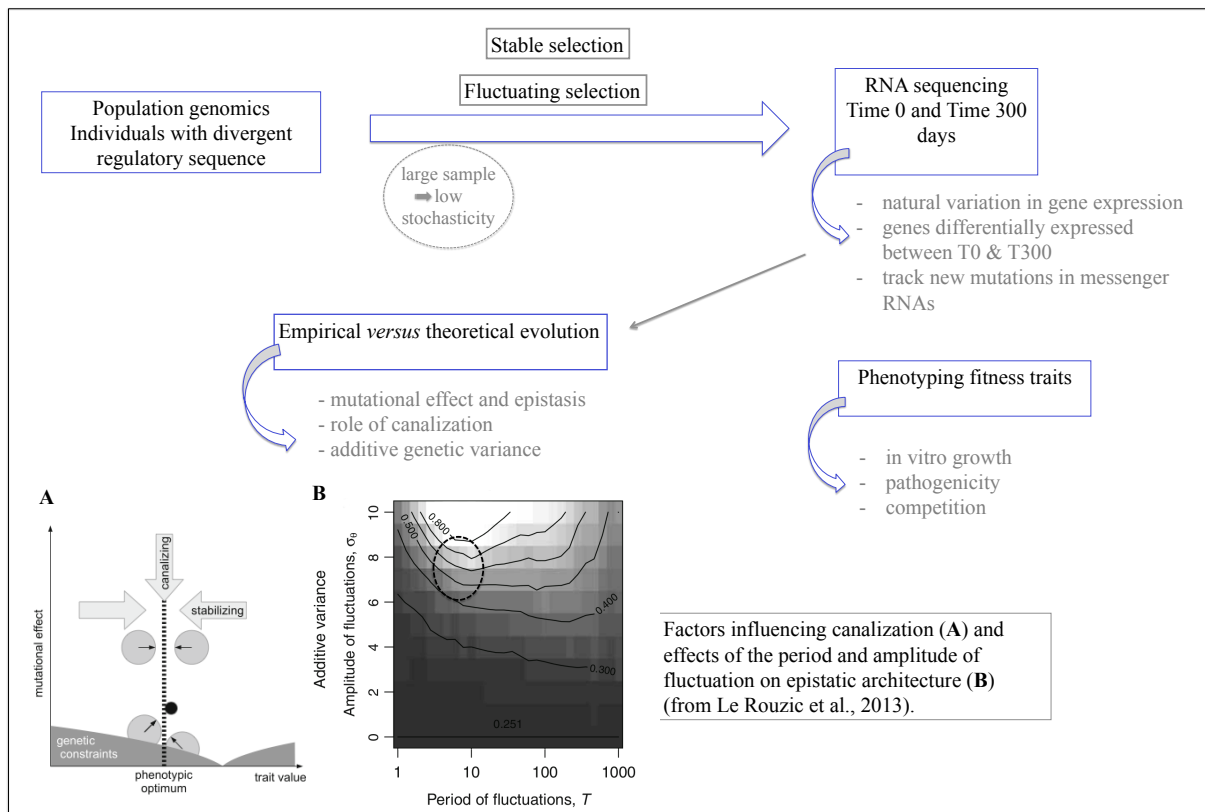 Stable selection
Fluctuating selection
Population genomics
Individuals with divergent
regulatory sequence
large sample
low
stochasticity
RNA sequencing
Time 0 and Time 300
days
- natural variation in gene expression
- genes differentially expressed
between T0 & T300
- track new mutations in messenger
RNAs
Empirical versus theoretical evolution
- mutational effect and epistasis
- role of canalization
- additive genetic variance
Phenotyping fitness traits
- in vitro growth
- pathogenicity
- competition
A
mutational effect
canalizing
stabilizing
genetic
constraints
phenotypic
optimum
trait value
B
Additive variance
Amplitude of fluctuations, σθ
10
8
6
4
2
0
0.500
0.800
0.400
0.300
0.251
1
10
100
1000
Period of fluctuations, T
Factors influencing canalization (A) and
effects of the period and amplitude of
fluctuation on epistatic architecture (B)
(from Le Rouzic et al., 2013).